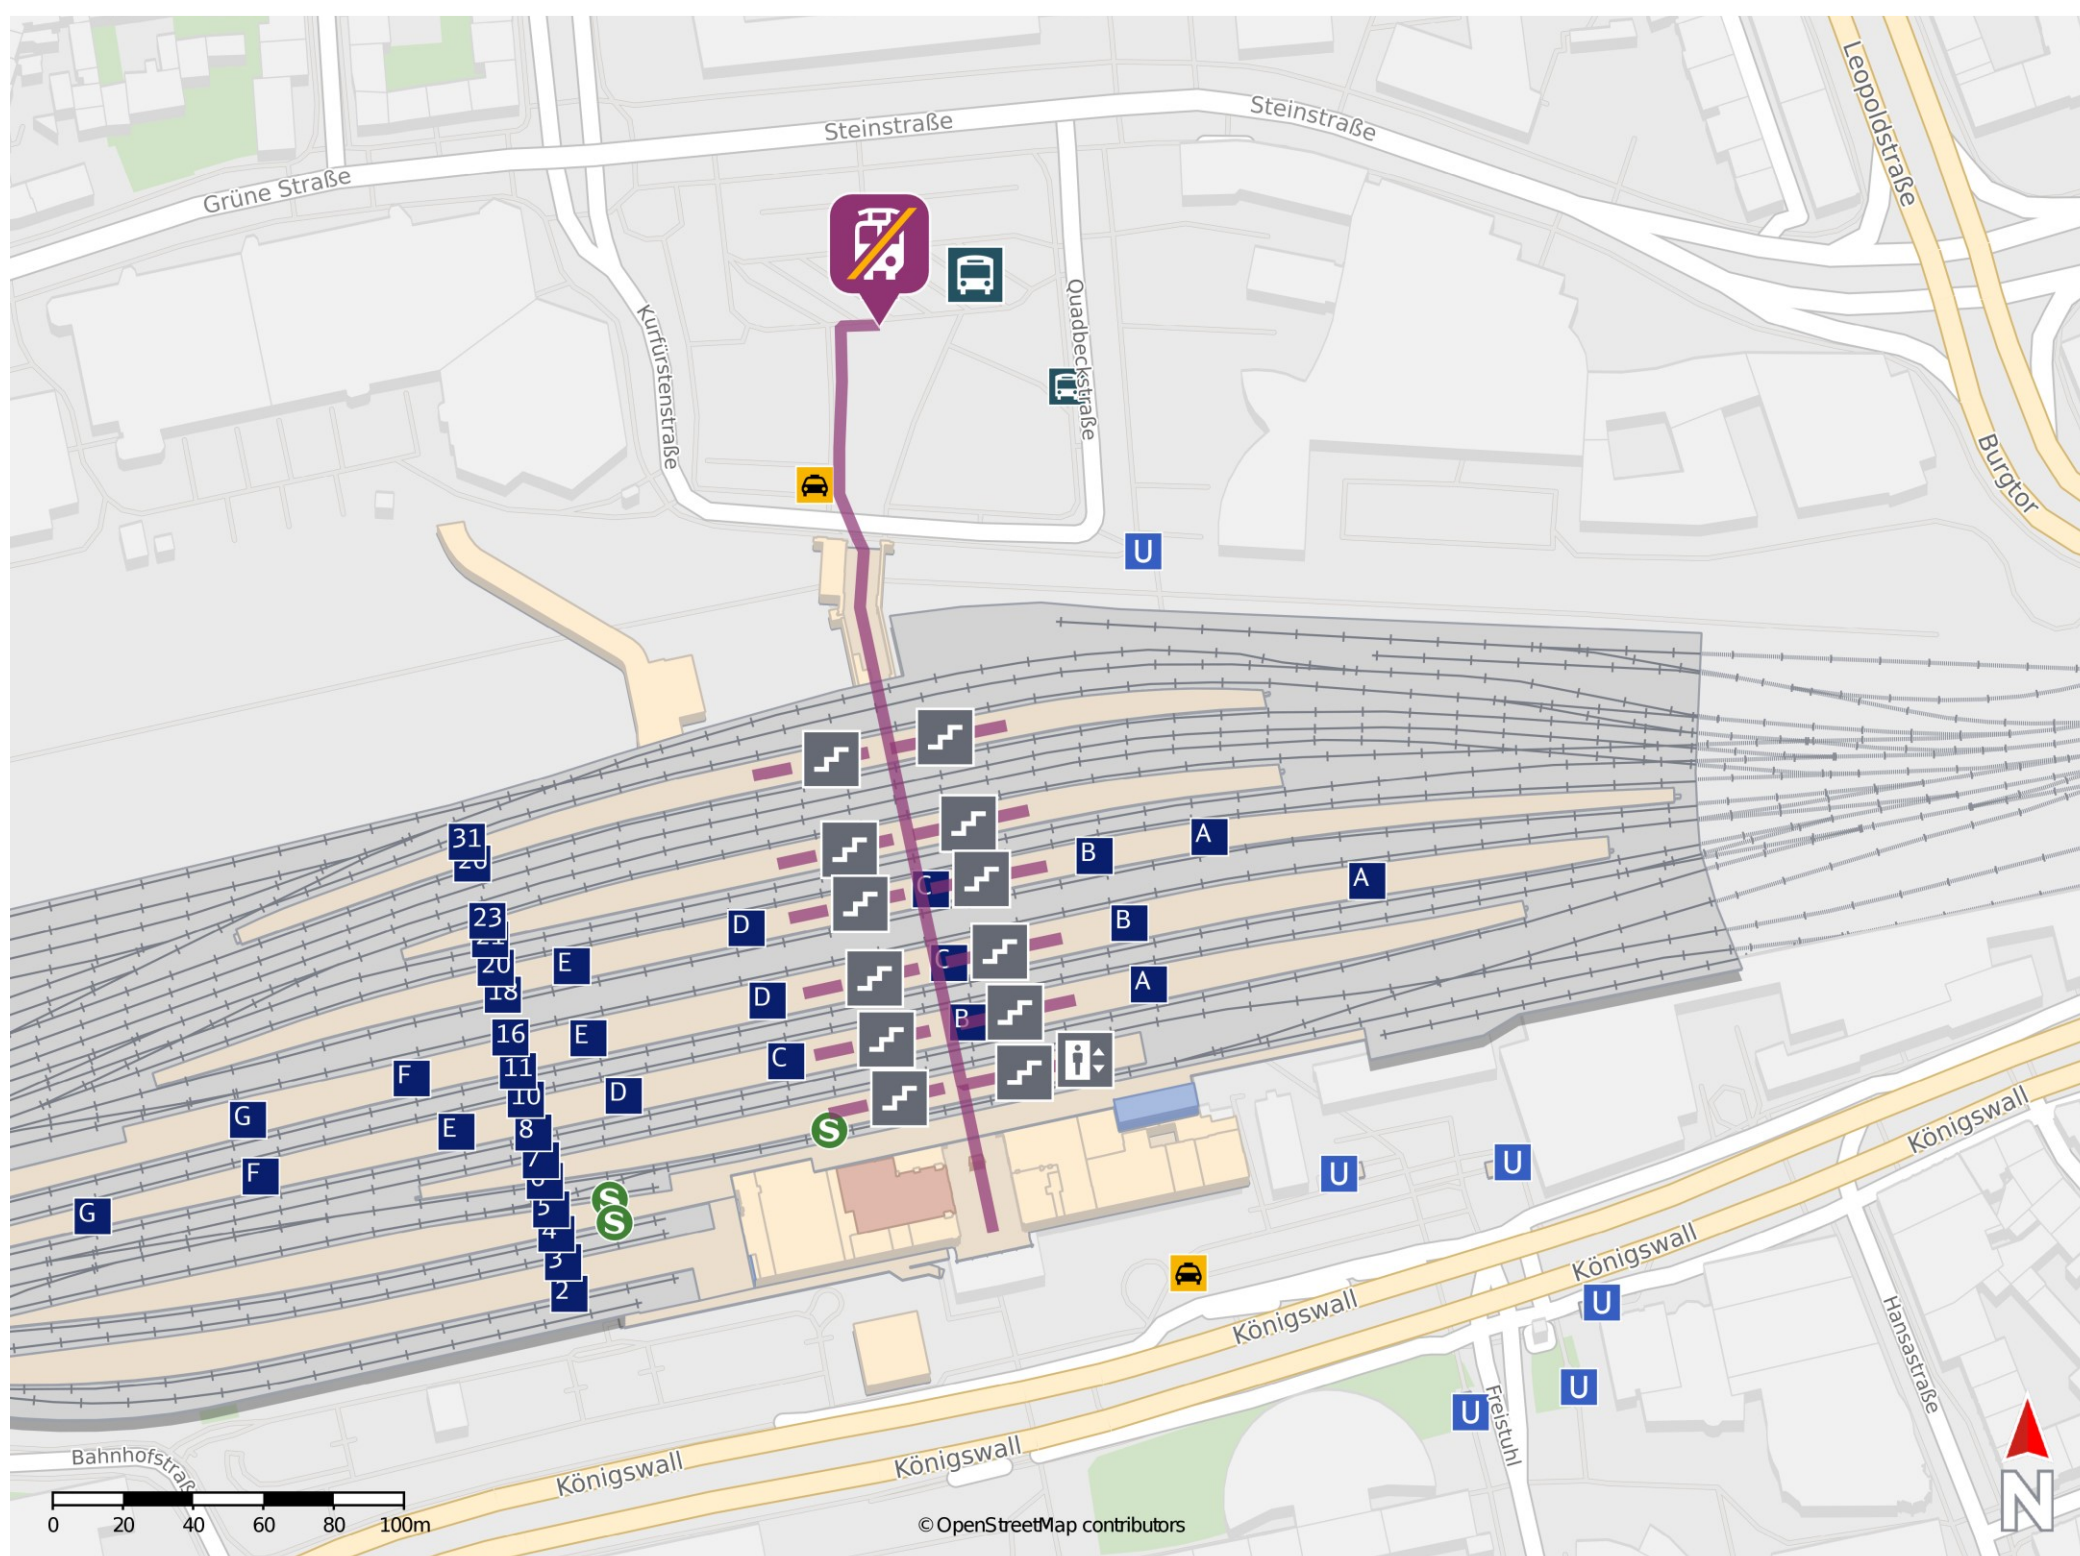 Leopoldstraße
Steinstraße
Steinstraße
Grüne Straße
Kurfürstenstraße
Quadbeckstraße
Burgtor
U
31
A
B
A
C
23
D
B
20
E
C
18
D
A
16
E
B
11
C
F
10
D
G
8
E
S
7
F
U
U
5
S
S
G
4
3
2
Königswall
Königswall
Königswall
U
Hansastraße
U
U
Freistuhl
Königswall
Königswall
Bahnhofstraß
N
0 20 40 60 80 100m
© OpenStreetMap contributors